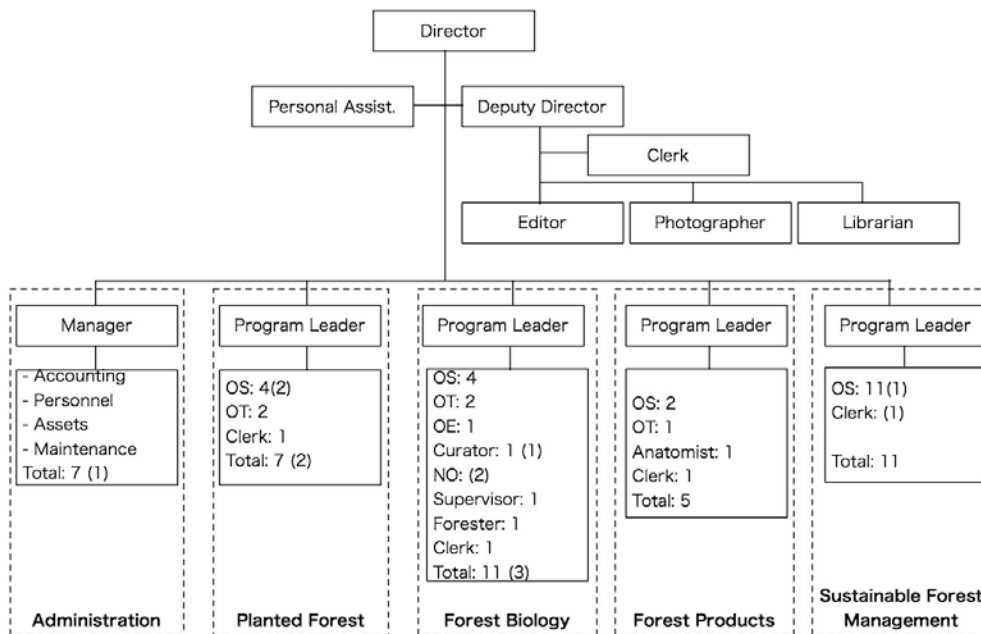 Director
Personal Assist.
Deputy Director
Clerk
Editor
Photographer
Librarian
Manager
- Accounting
- Personnel
- Assets
- Maintenance
Total: 7 (1)
Administration
Program Leader
OS: 4(2)
OT: 2
Clerk: 1
Total: 7 (2)
Planted Forest
Program Leader
OS: 4
OT: 2
OE: 1
Curator: 1 (1)
NO: (2)
Supervisor: 1
Forester: 1
Clerk: 1
Total: 11 (3)
Forest Biology
Program Leader
OS: 2
OT: 1
Anatomist: 1
Clerk: 1
Total: 5
Forest Products
Program Leader
OS: 11(1)
Clerk: (1)
Total: 11
Sustainable Forest
Management